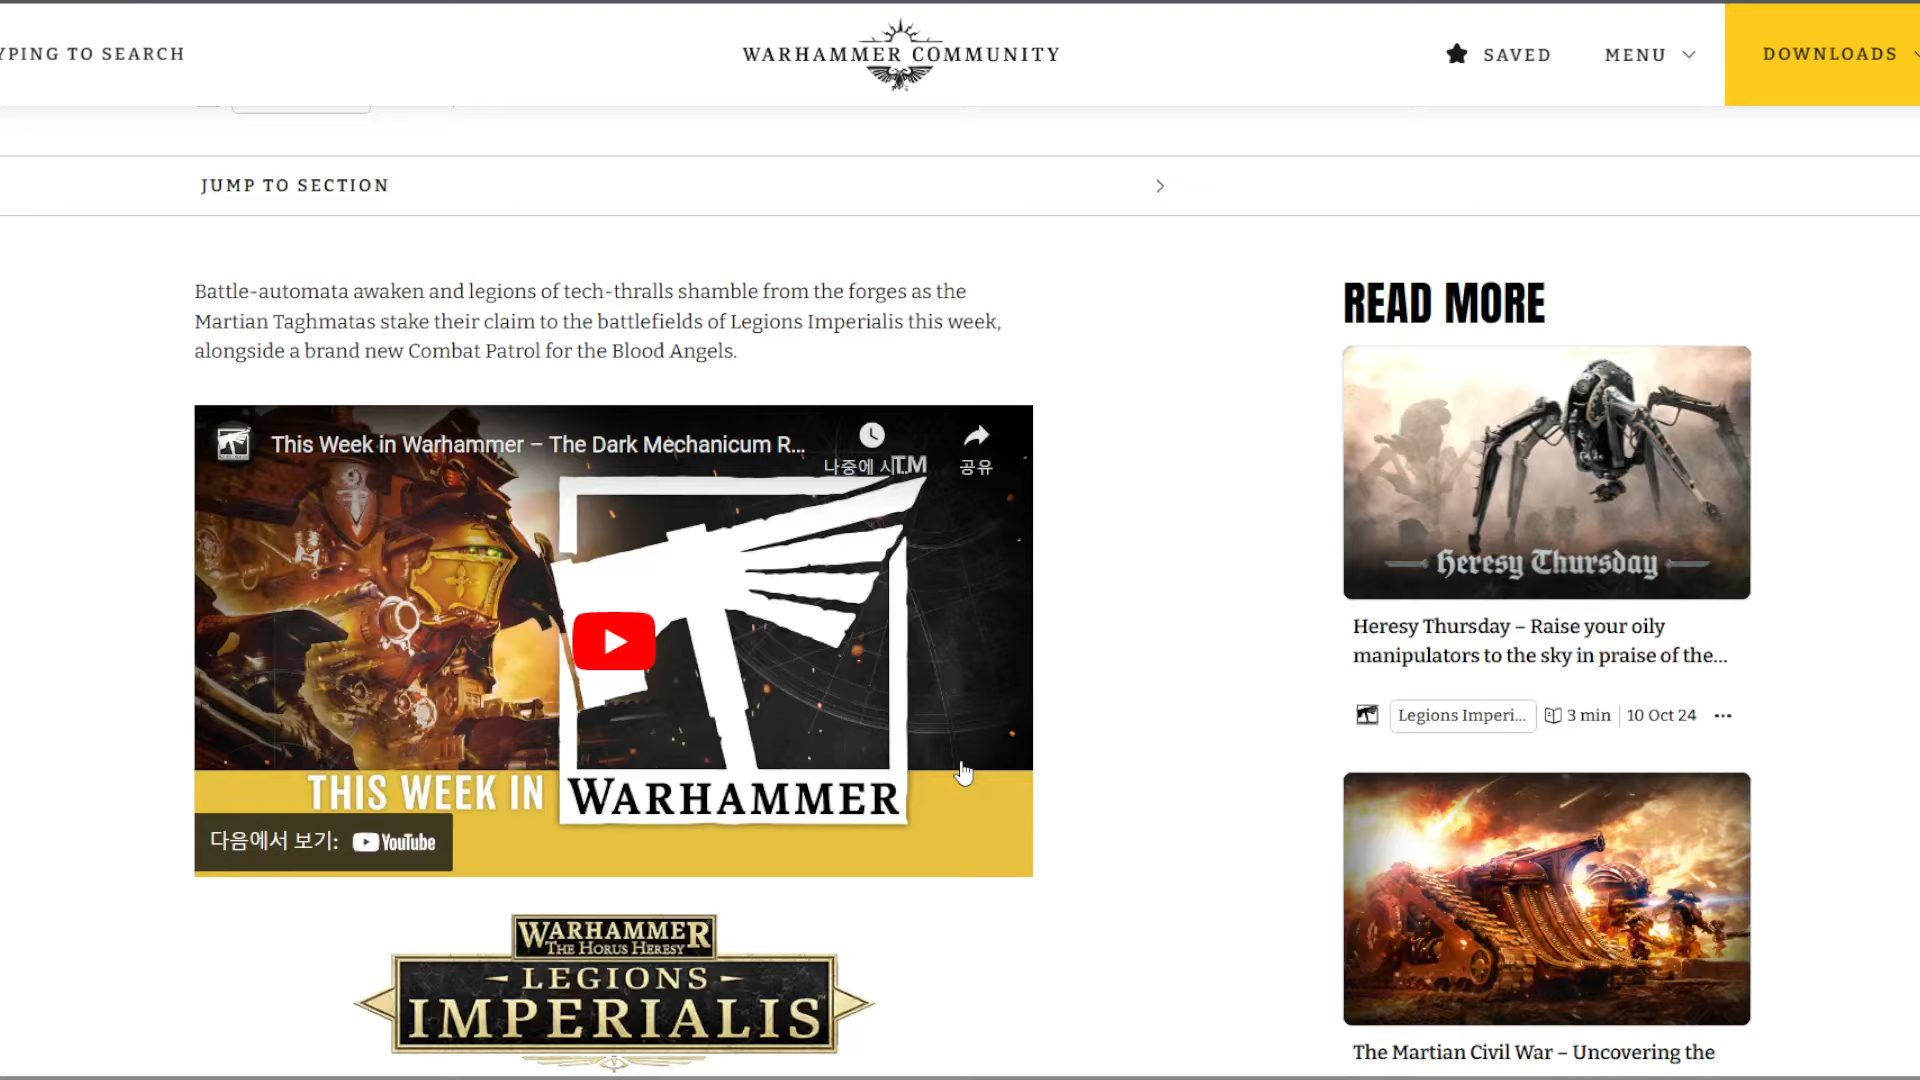 YPING TO SEARCH
WARHAMMER COMMUNITY
SAVED
MENU
DOWNLOADS
JUMP TO SECTION
Battle-automata awaken and legions of tech-thralls shamble from the forges as the
Martian Taghmatas stake their claim to the battlefields of Legions Imperialis this week,
alongside a brand new Combat Patrol for the Blood Angels.
This Week in Warhammer – The Dark Mechanicum R...
나중에 시...
TM
공유
THIS WEEK IN
WARHAMMER
다음에서 보기: YouTube
WARHAMMER
THE HORUS HERESY
LEGIONS
IMPERIALIS
READ MORE
Heresy Thursday
Heresy Thursday – Raise your oily
manipulators to the sky in praise of the...
Legions Imperi... 3 min 10 Oct 24
The Martian Civil War – Uncovering the